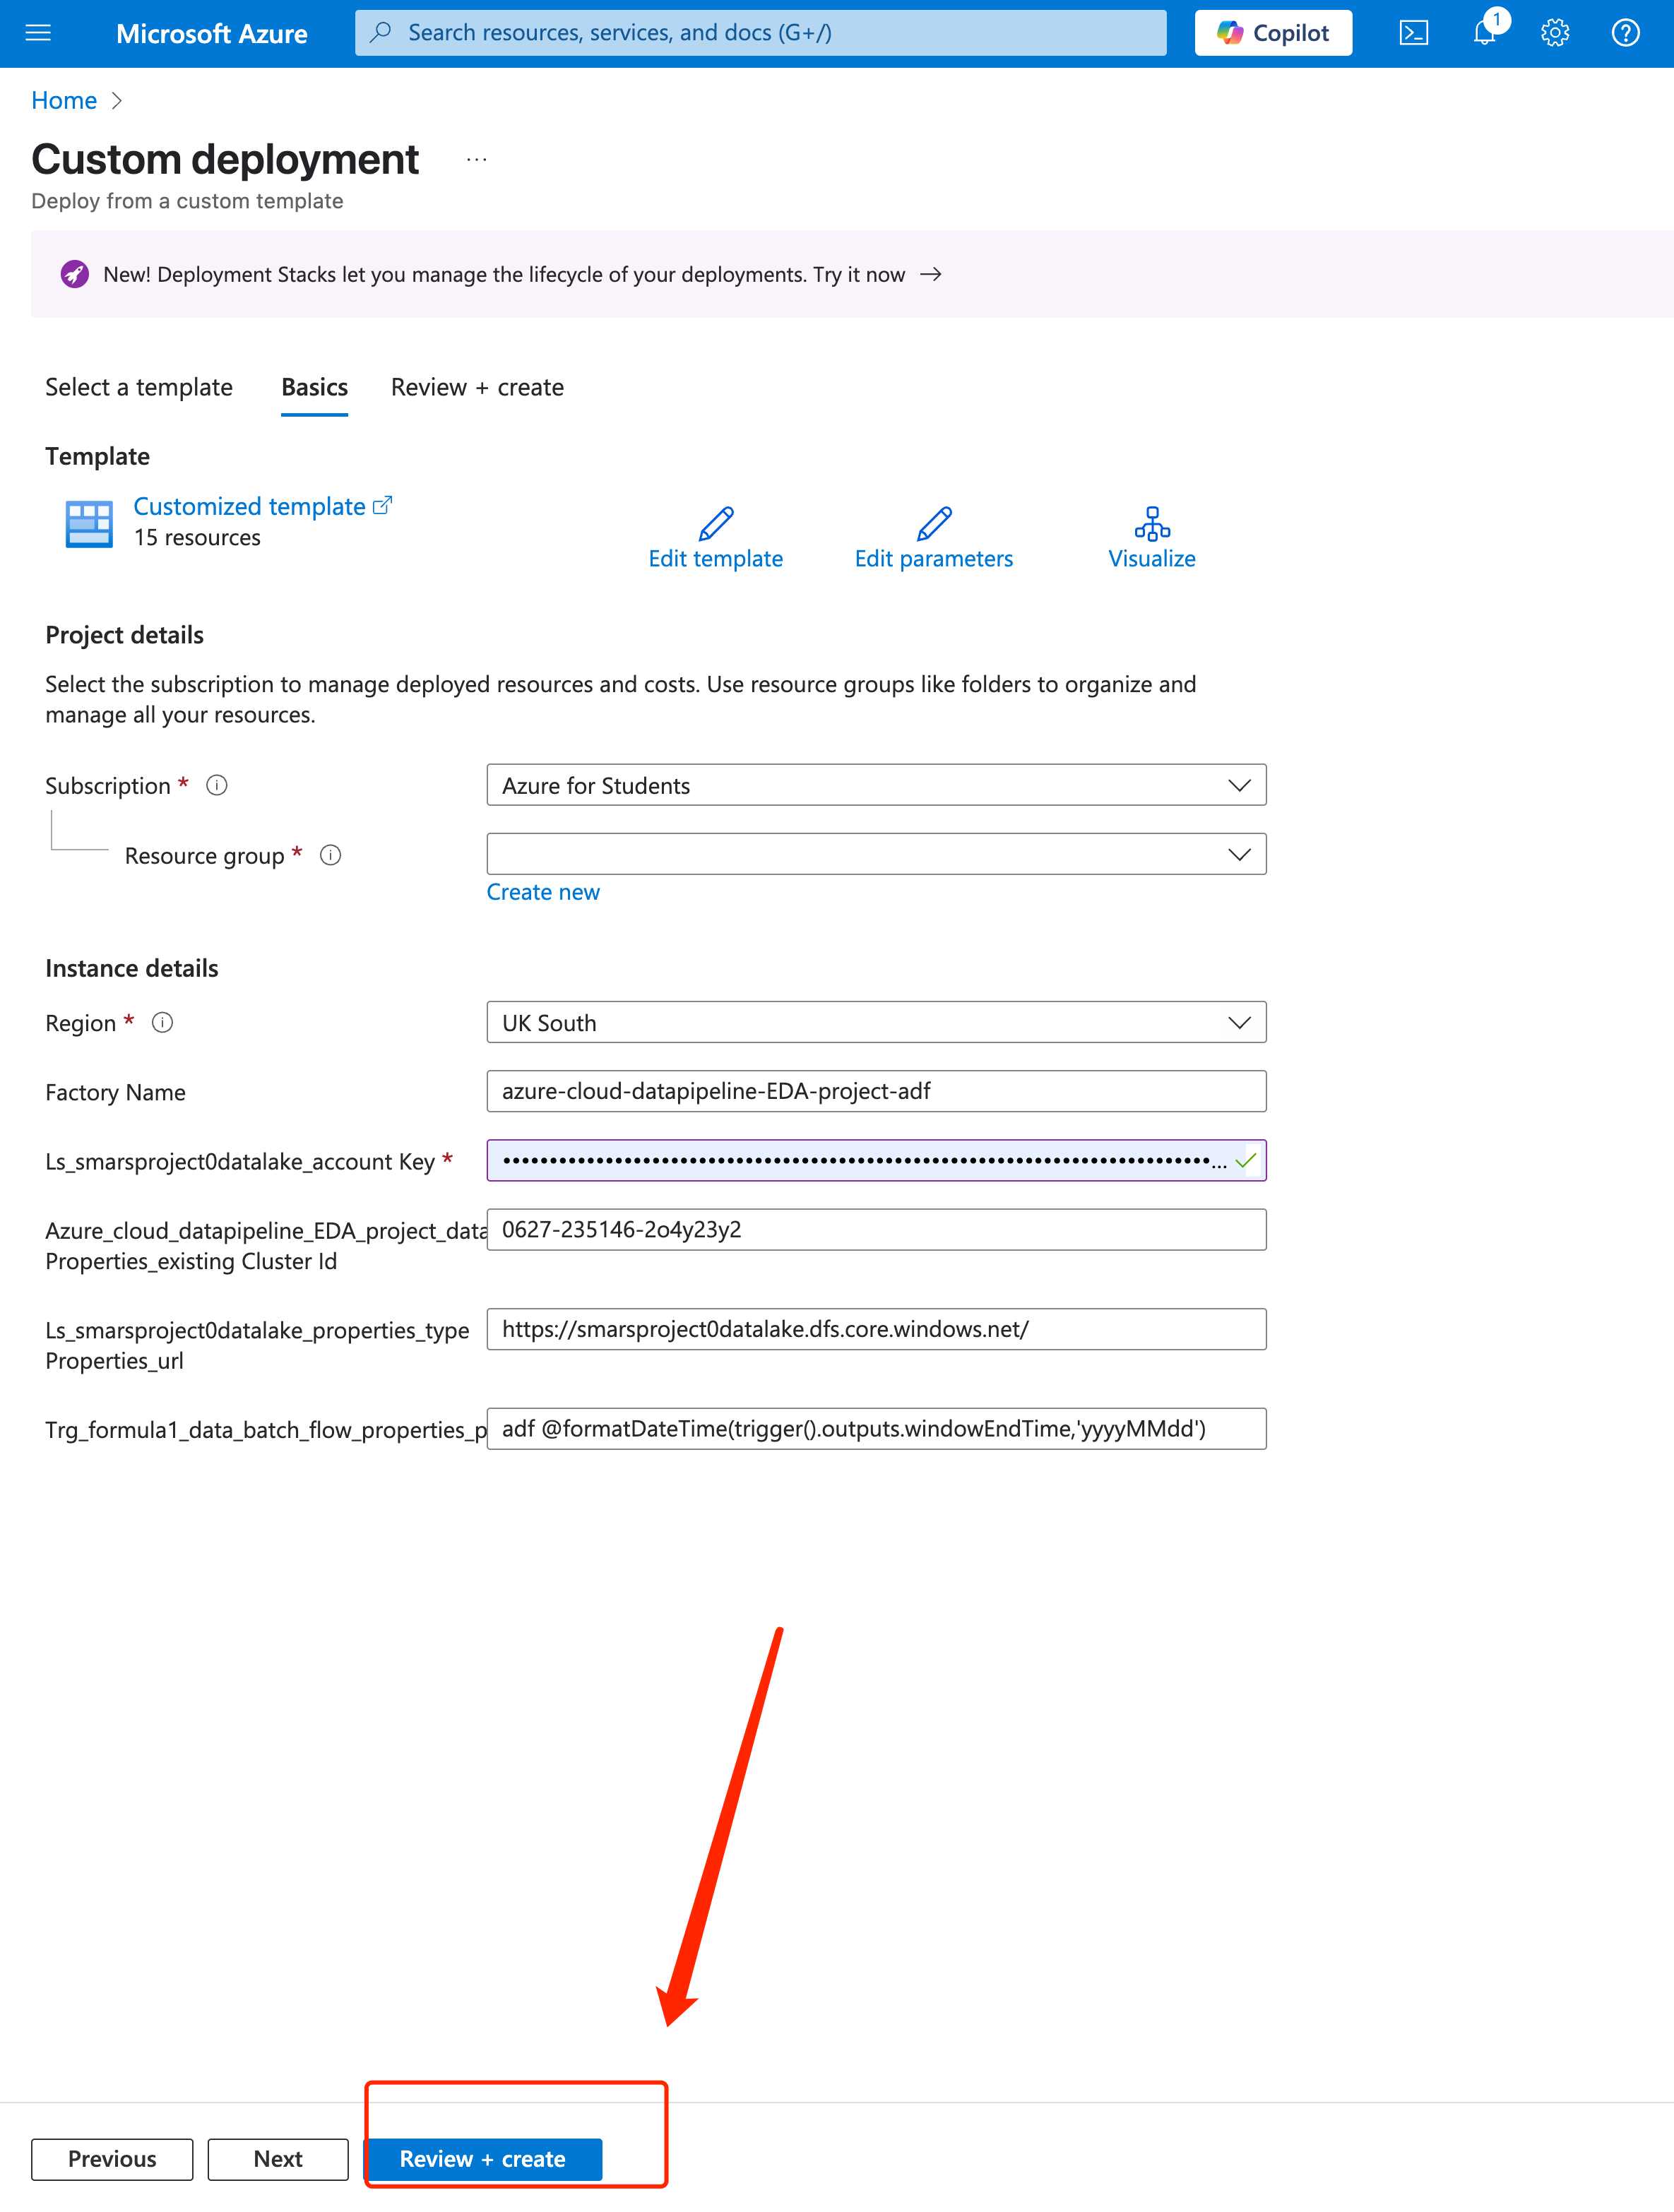 Microsoft Azure
Search resources, services, and docs (G+/)
Copilot
1
Home
Custom deployment
...
Deploy from a custom template
New! Deployment Stacks let you manage the lifecycle of your deployments. Try it now →
Select a template
Basics
Review + create
Template
Customized template
15 resources
Edit template
Edit parameters
Visualize
Project details
Select the subscription to manage deployed resources and costs. Use resource groups like folders to organize and
manage all your resources.
Subscription *
Azure for Students
Resource group *
Create new
Instance details
Region *
UK South
Factory Name
azure-cloud-datapipeline-EDA-project-adf
Ls_smarsproject0datalake_account Key *
Azure_cloud_datapipeline_EDA_project_data
Properties_existing Cluster Id
0627-235146-2o4y23y2
Ls_smarsproject0datalake_properties_type
Properties_url
https://smarsproject0datalake.dfs.core.windows.net/
Trg_formula1_data_batch_flow_properties_p
adf @formatDateTime(trigger().outputs.windowEndTime,'yyyyMMdd')
Previous
Next
Review + create